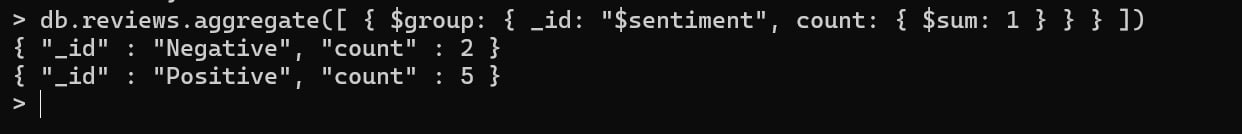 > db.reviews.aggregate([ { $group: { _id: "$sentiment", count: { $sum: 1 } } } ])
{ "_id" : "Negative", "count" : 2 }
{ "_id" : "Positive", "count" : 5 }
>